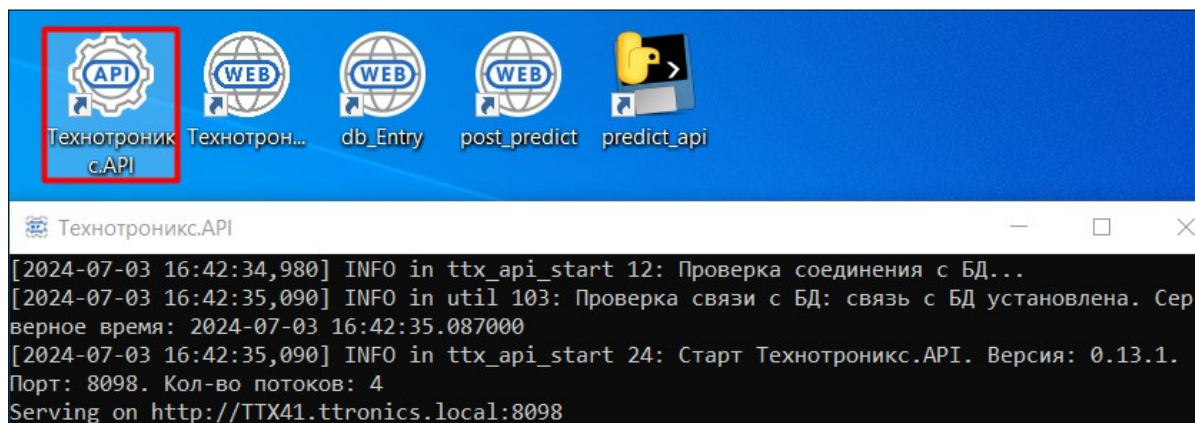 API
WEB
WEB
WEB
Технотроник
с.API
Технотрон...
db_Entry
post_predict
predict_api
Технотроникс.API
[2024-07-03 16:42:34,980] INFO in ttx_api_start 12: Проверка соединения с БД...
[2024-07-03 16:42:35,090] INFO in util 103: Проверка связи с БД: связь с БД установлена. Сер
верное время: 2024-07-03 16:42:35.087000
[2024-07-03 16:42:35,090] INFO in ttx_api_start 24: Старт Технотроникс.API. Версия: 0.13.1.
Порт: 8098. Кол-во потоков: 4
Serving on http://TTX41.ttronics.local:8098